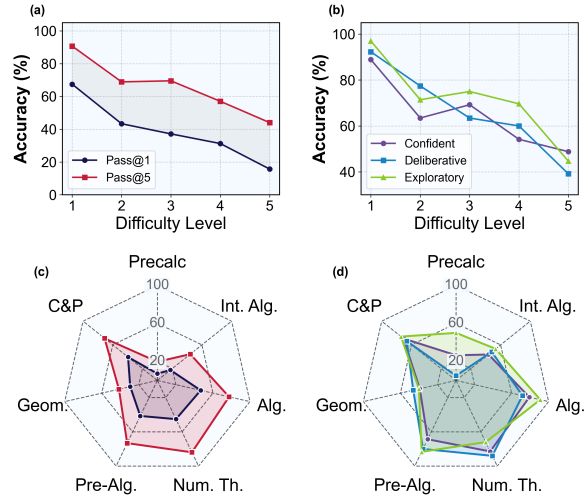 (a)
100
80
60
40
20
0
Accuracy (%)
Pass@1
Pass@5
1 2 3 4 5
Difficulty Level
(b)
100
80
60
40
Accuracy (%)
Confident
Deliberative
Exploratory
1 2 3 4 5
Difficulty Level
(c)
Precalc
100
60
20
C&P
Int. Alg.
Geom.
Alg.
Pre-Alg.
Num. Th.
(d)
Precalc
100
60
20
C&P
Int. Alg.
Geom.
Alg.
Pre-Alg.
Num. Th.